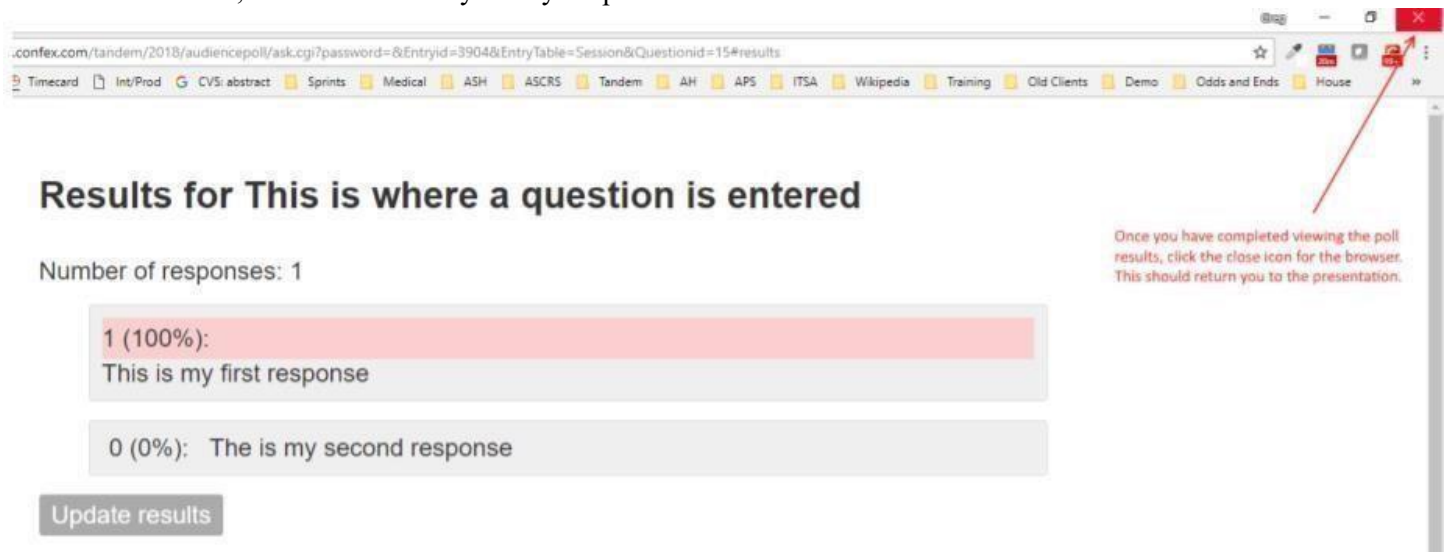 Greg
.confex.com/tandem/2018/audiencepoll/ask.cgi?password=&Entryid=3904&EntryTable=Session&Questionid=15#results
Timecard Int/Prod G CVS: abstract Sprints Medical ASH ASCRS Tandem AH APS ITSA Wikipedia Training Old Clients Demo Odds and Ends House »
Results for This is where a question is entered
Once you have completed viewing the poll
results, click the close icon for the browser.
This should return you to the presentation.
Number of responses: 1
1 (100%):
This is my first response
0 (0%): The is my second response
Update results